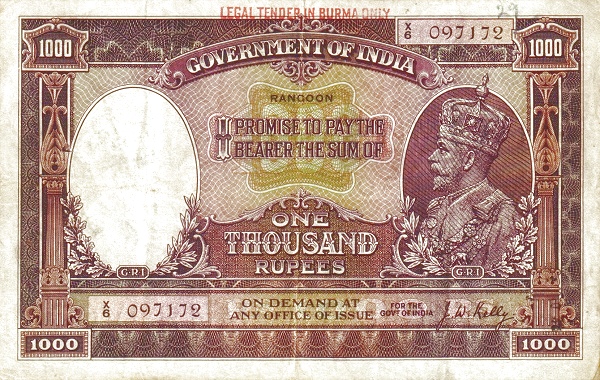 LEGAL TENDER IN BURMA ONLY
1000
GOVERNMENT OF INDIA
X/6 097172
29
1000
RANGOON
I PROMISE TO PAY THE
BEARER THE SUM OF
ONE
THOUSAND
RUPEES
G·R·I
G·R·I
X/6 097172
ON DEMAND AT
ANY OFFICE OF ISSUE
FOR THE
GOVT OF INDIA
J. W. Kelly
1000
1000